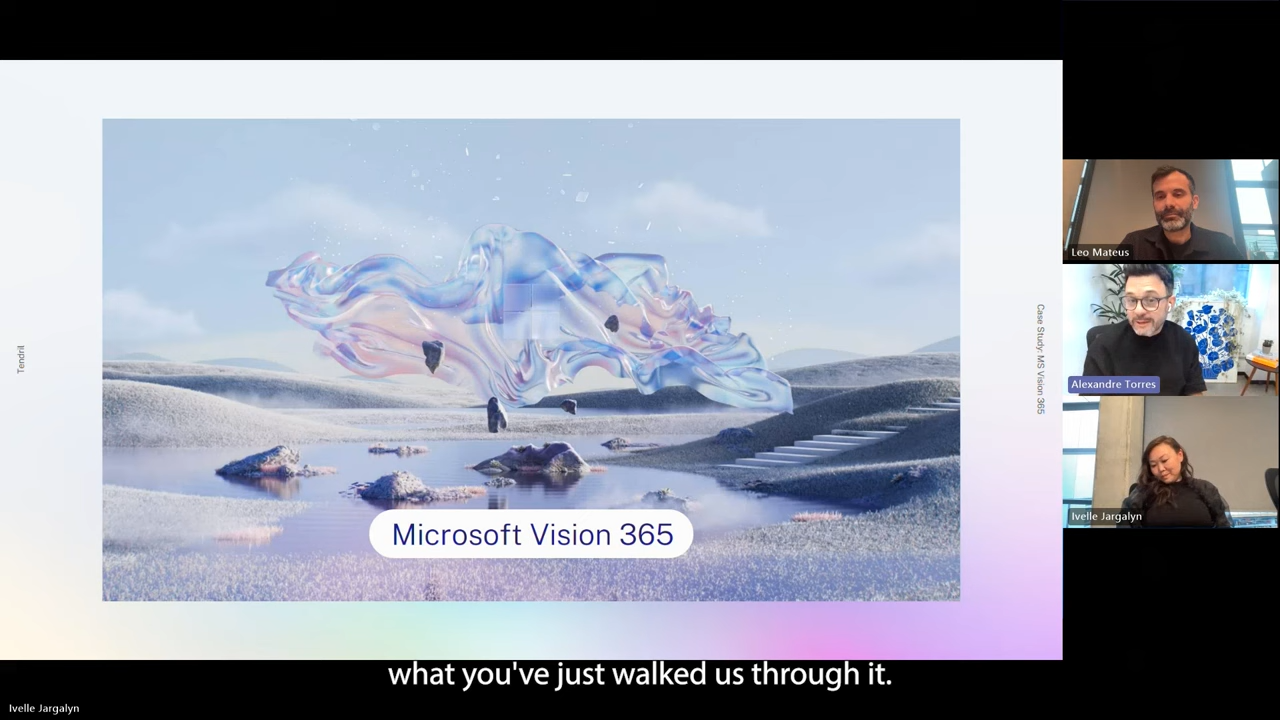 Tendril
Microsoft Vision 365
Case Study: MS Vision 365
Leo Mateus
Alexandre Torres
Ivelle Jargalyn
what you've just walked us through it.
Ivelle Jargalyn